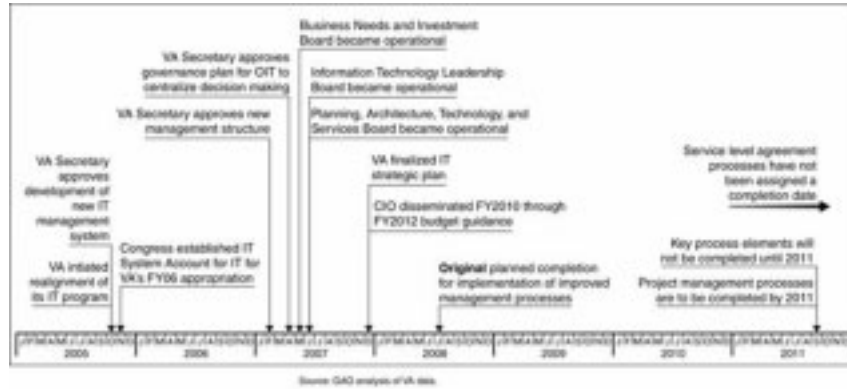 Business Needs and Investment
Board became operational
VA Secretary approves
governance plan for OIT to
centralize decision making
Information Technology Leadership
Board became operational
VA Secretary approves new
management structure
Planning, Architecture, Technology, and
Services Board became operational
VA Secretary
approves
development of
new IT
management
system
VA finalized IT
strategic plan
Service level agreement
processes have not
been assigned a
completion date
CIO disseminated FY2010 through
FY2012 budget guidance
Congress established IT
System Account for IT for
VA's FY06 appropriation
VA intiated
realignment of
its IT program
Original planned completion
for implementation of improved
management processes
Key process elements will
not be completed until 2011
Project management processes
are to be completed by 2011
2005 2006 2007 2008 2009 2010 2011
Source: GAO analysis of VA data.